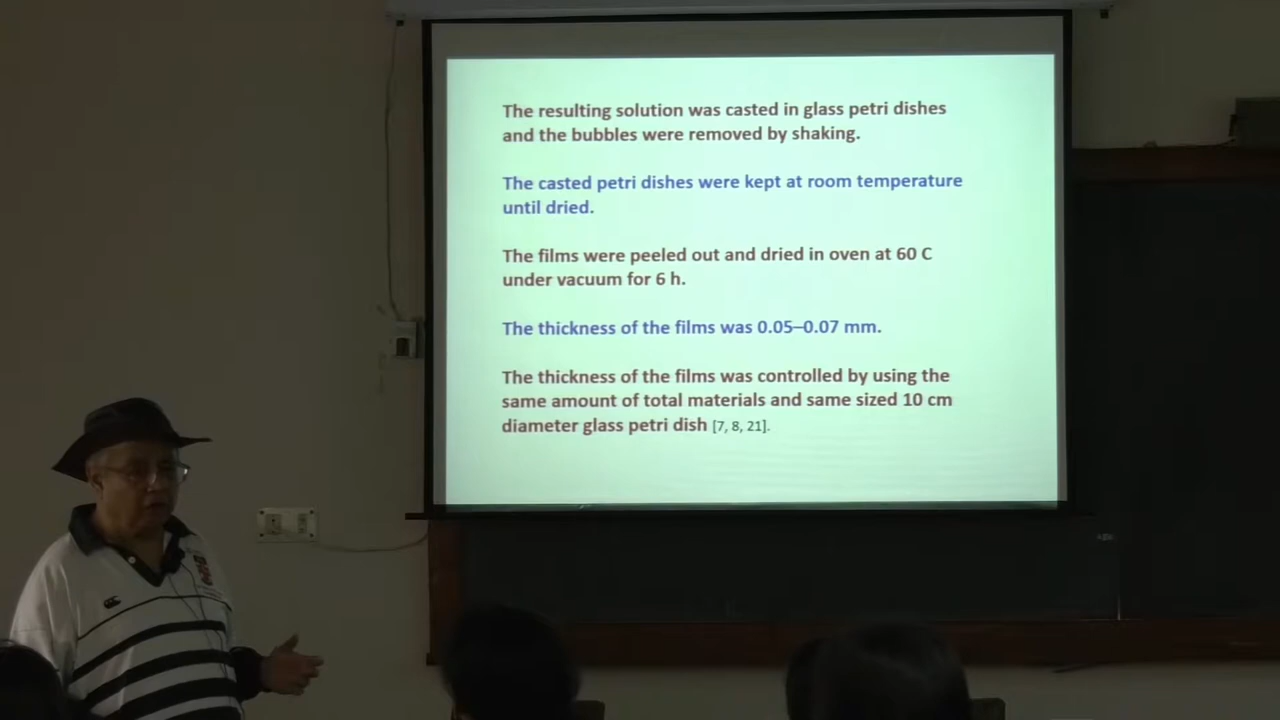 The resulting solution was casted in glass petri dishes
and the bubbles were removed by shaking.
The casted petri dishes were kept at room temperature
until dried.
The films were peeled out and dried in oven at 60 C
under vacuum for 6 h.
The thickness of the films was 0.05–0.07 mm.
The thickness of the films was controlled by using the
same amount of total materials and same sized 10 cm
diameter glass petri dish [7, 8, 21].